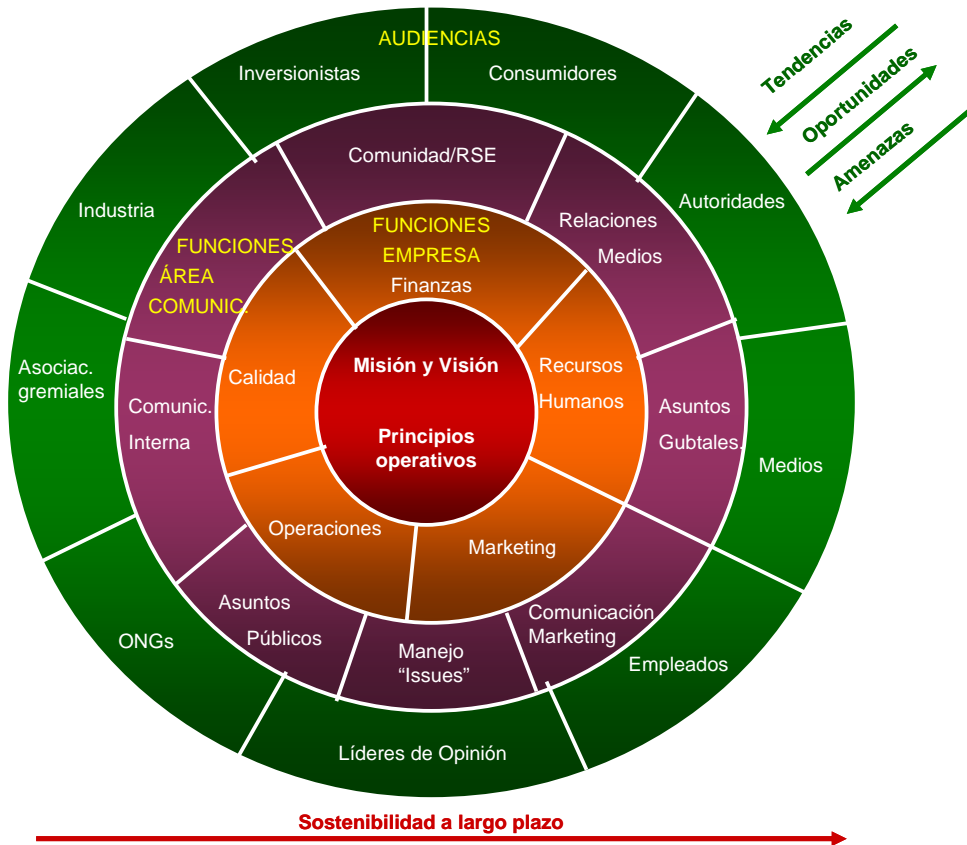 AUDIENCIAS
Inversionistas
Consumidores
Tendencias
Oportunidades
Amenazas
Comunidad/RSE
Industria
Autoridades
Relaciones
Medios
FUNCIONES
ÁREA
COMUNIC.
FUNCIONES
EMPRESA
Finanzas
Misión y Visión
Principios
operativos
Recursos
Humanos
Calidad
Asociac.
gremiales
Comunic.
Interna
Asuntos
Gubtales.
Medios
Operaciones
Marketing
Asuntos
Públicos
Manejo
“Issues”
Comunicación
Marketing
ONGs
Empleados
Líderes de Opinión
Sostenibilidad a largo plazo